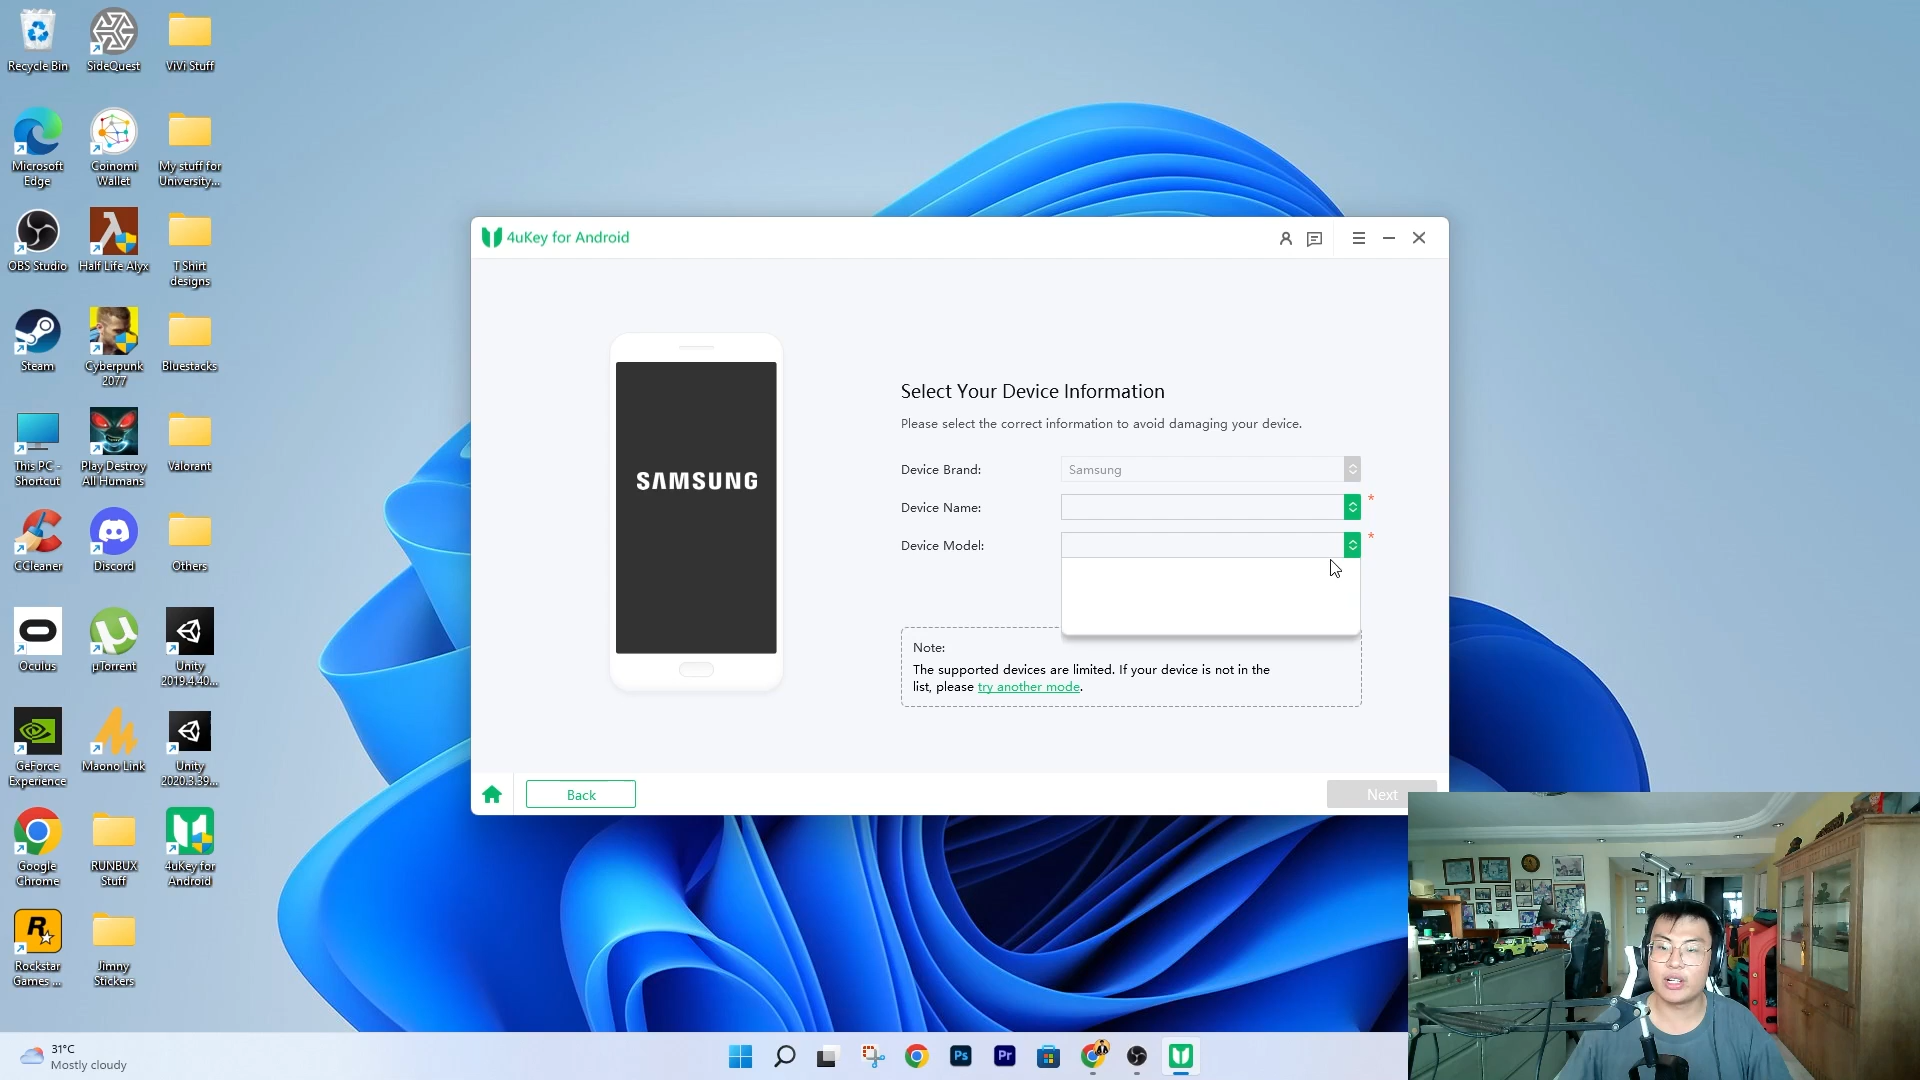 Recycle Bin
SideQuest
ViVi Stuff
Microsoft
Edge
Coinomi
Wallet
My stuff for
University...
OBS Studio
Half Life Alyx
T Shirt
designs
Steam
Cyberpunk
2077
Bluestacks
This PC -
Shortcut
Play Destroy
All Humans
Valorant
CCleaner
Discord
Others
Oculus
µTorrent
Unity
2019.4.40...
GeForce
Experience
Maono Link
Unity
2020.3.39...
Google
Chrome
RUNBUX
Stuff
4uKey for
Android
Rockstar
Games ...
Jimny
Stickers
4uKey for Android
SAMSUNG
Select Your Device Information
Please select the correct information to avoid damaging your device.
Device Brand:
Samsung
Device Name:
*
Device Model:
*
Note:
The supported devices are limited. If your device is not in the
list, please try another mode.
Back
Next
31°C
Mostly cloudy
Ps
Pr